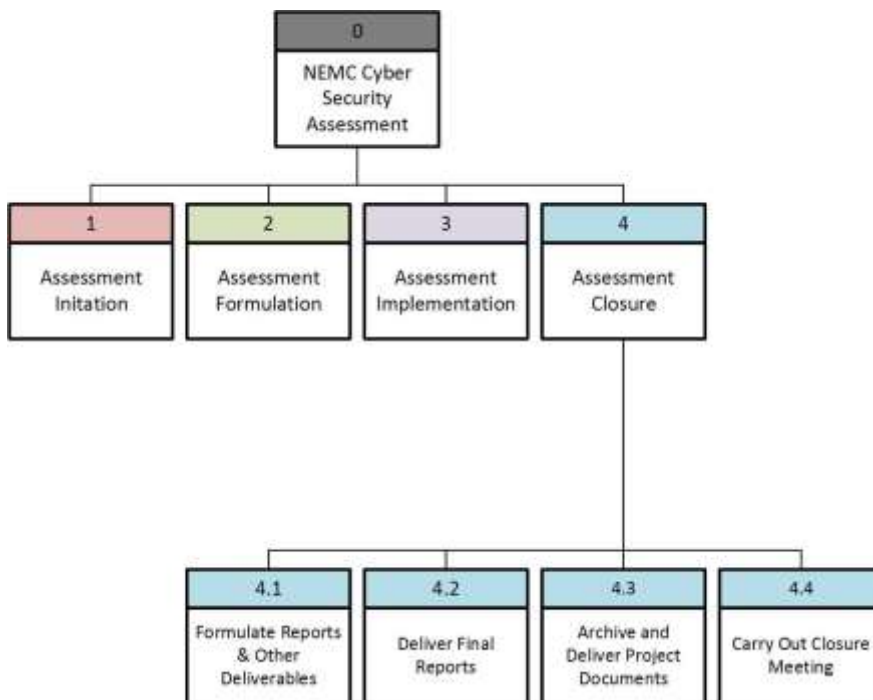 0
NEMC Cyber
Security
Assessment
1
2
3
4
Assessment
Initation
Assessment
Formulation
Assessment
Implementation
Assessment
Closure
4.1
4.2
4.3
4.4
Formulate Reports
& Other
Deliverables
Deliver Final
Reports
Archive and
Deliver Project
Documents
Carry Out Closure
Meeting